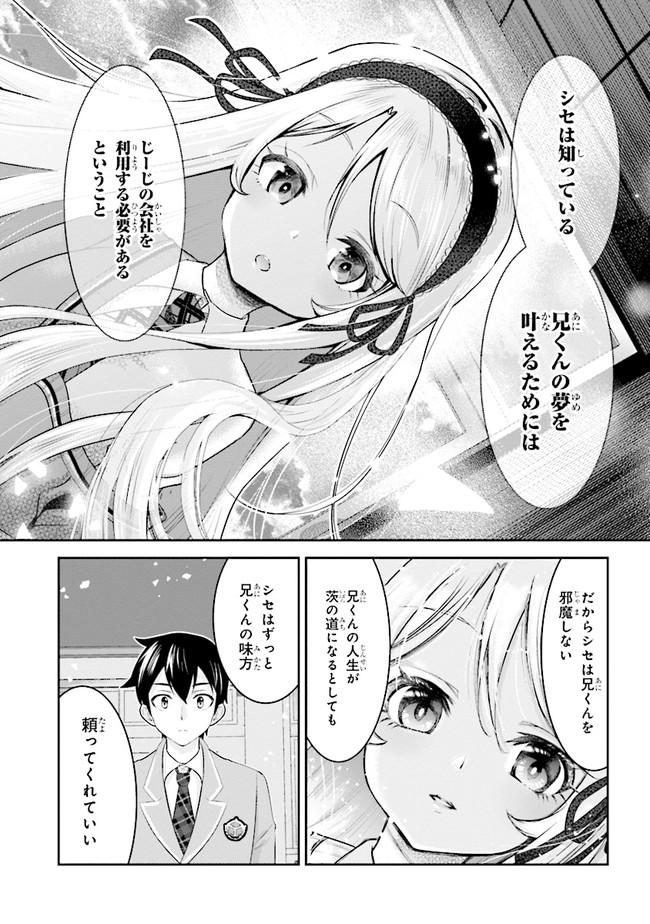 シセは知っている
兄くんの夢を
叶えるためには
じーじの会社を
利用する必要がある
ということ
だからシセは兄くんを
邪魔しない
兄くんの人生が
茨の道になるとしても
シセはずっと
兄くんの味方
頼ってくれていい